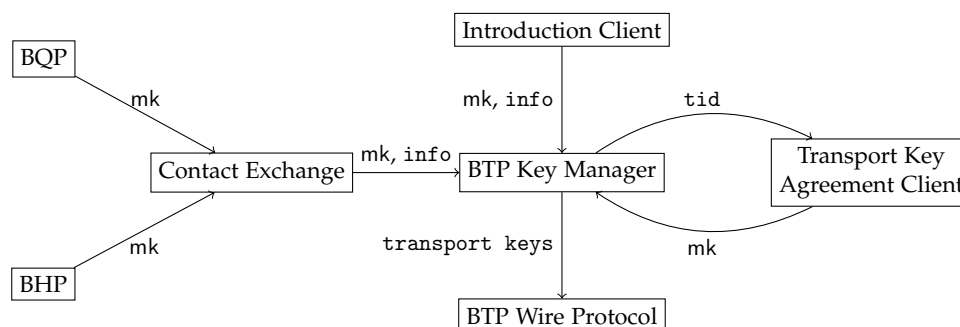 Introduction Client
BQP
mk
mk, info
tid
Contact Exchange
mk, info
BTP Key Manager
Transport Key
Agreement Client
mk
transport keys
mk
BHP
BTP Wire Protocol